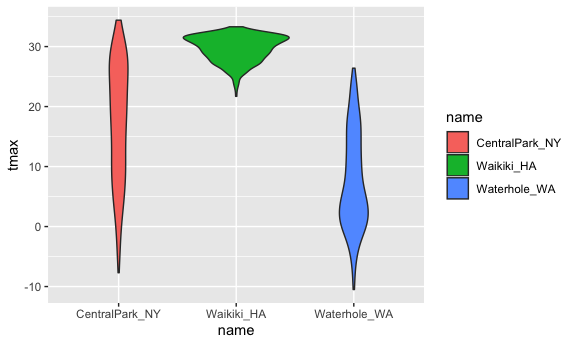 30
20
10
0
-10
tmax
CentralPark_NY
Waikiki_HA
Waterhole_WA
name
name
CentralPark_NY
Waikiki_HA
Waterhole_WA